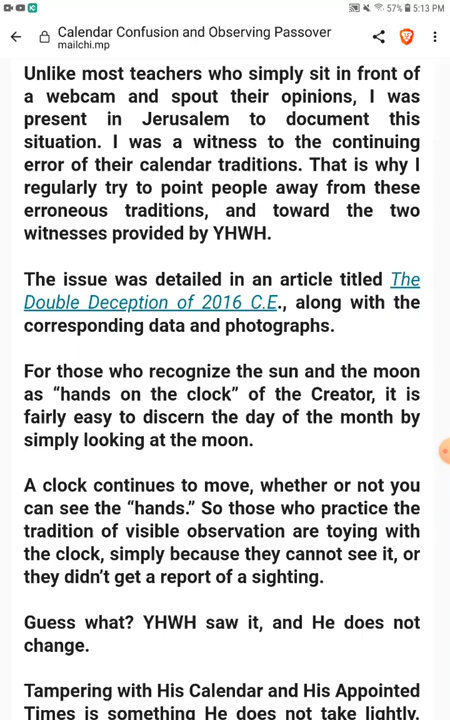 57% 5:13 PM
Calendar Confusion and Observing Passover
mailchi.mp
Unlike most teachers who simply sit in front of
a webcam and spout their opinions, I was
present in Jerusalem to document this
situation. I was a witness to the continuing
error of their calendar traditions. That is why I
regularly try to point people away from these
erroneous traditions, and toward the two
witnesses provided by YHWH.
The issue was detailed in an article titled The
Double Deception of 2016 C.E., along with the
corresponding data and photographs.
For those who recognize the sun and the moon
as “hands on the clock” of the Creator, it is
fairly easy to discern the day of the month by
simply looking at the moon.
A clock continues to move, whether or not you
can see the “hands.” So those who practice the
tradition of visible observation are toying with
the clock, simply because they cannot see it, or
they didn’t get a report of a sighting.
Guess what? YHWH saw it, and He does not
change.
Tampering with His Calendar and His Appointed
Times is something He does not take lightly.